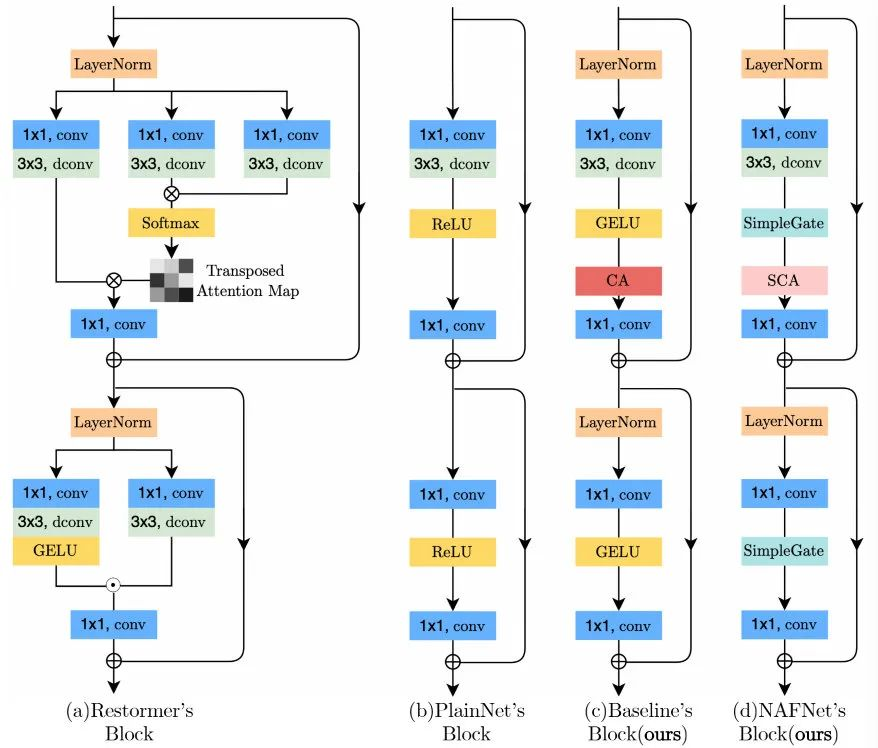 LayerNorm
1x1, conv
3x3, dconv
1x1, conv
3x3, dconv
1x1, conv
3x3, dconv
Softmax
Transposed
Attention Map
1x1, conv
LayerNorm
1x1, conv
3x3, dconv
GELU
1x1, conv
3x3, dconv
1x1, conv
(a)Restormer's
Block
1x1, conv
3x3, dconv
ReLU
1x1, conv
1x1, conv
ReLU
1x1, conv
(b)PlainNet's
Block
LayerNorm
1x1, conv
3x3, dconv
GELU
CA
1x1, conv
LayerNorm
1x1, conv
GELU
1x1, conv
(c)Baseline's
Block(ours)
LayerNorm
1x1, conv
3x3, dconv
SimpleGate
SCA
1x1, conv
LayerNorm
1x1, conv
SimpleGate
1x1, conv
(d)NAFNet's
Block(ours)